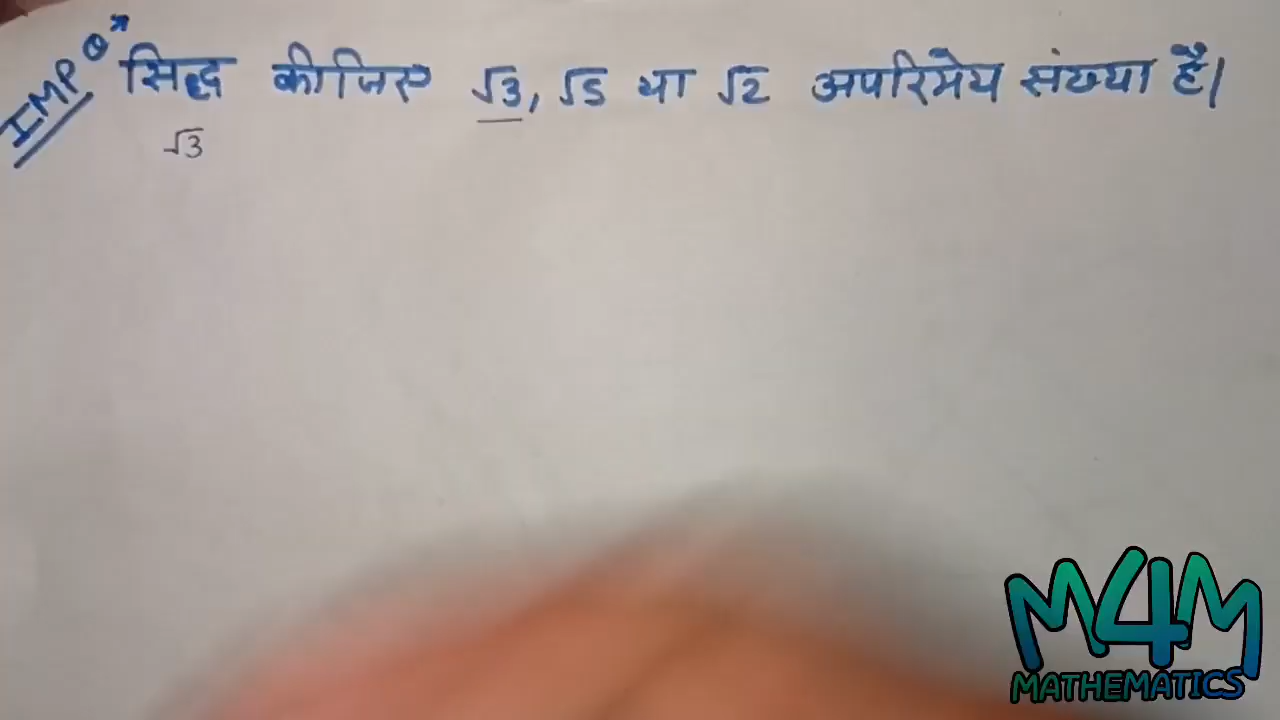 IMP Q* सिद्ध कीजिए √3, √5 या √2 अपरिमेय संख्या है।
√3
M4M
MATHEMATICS